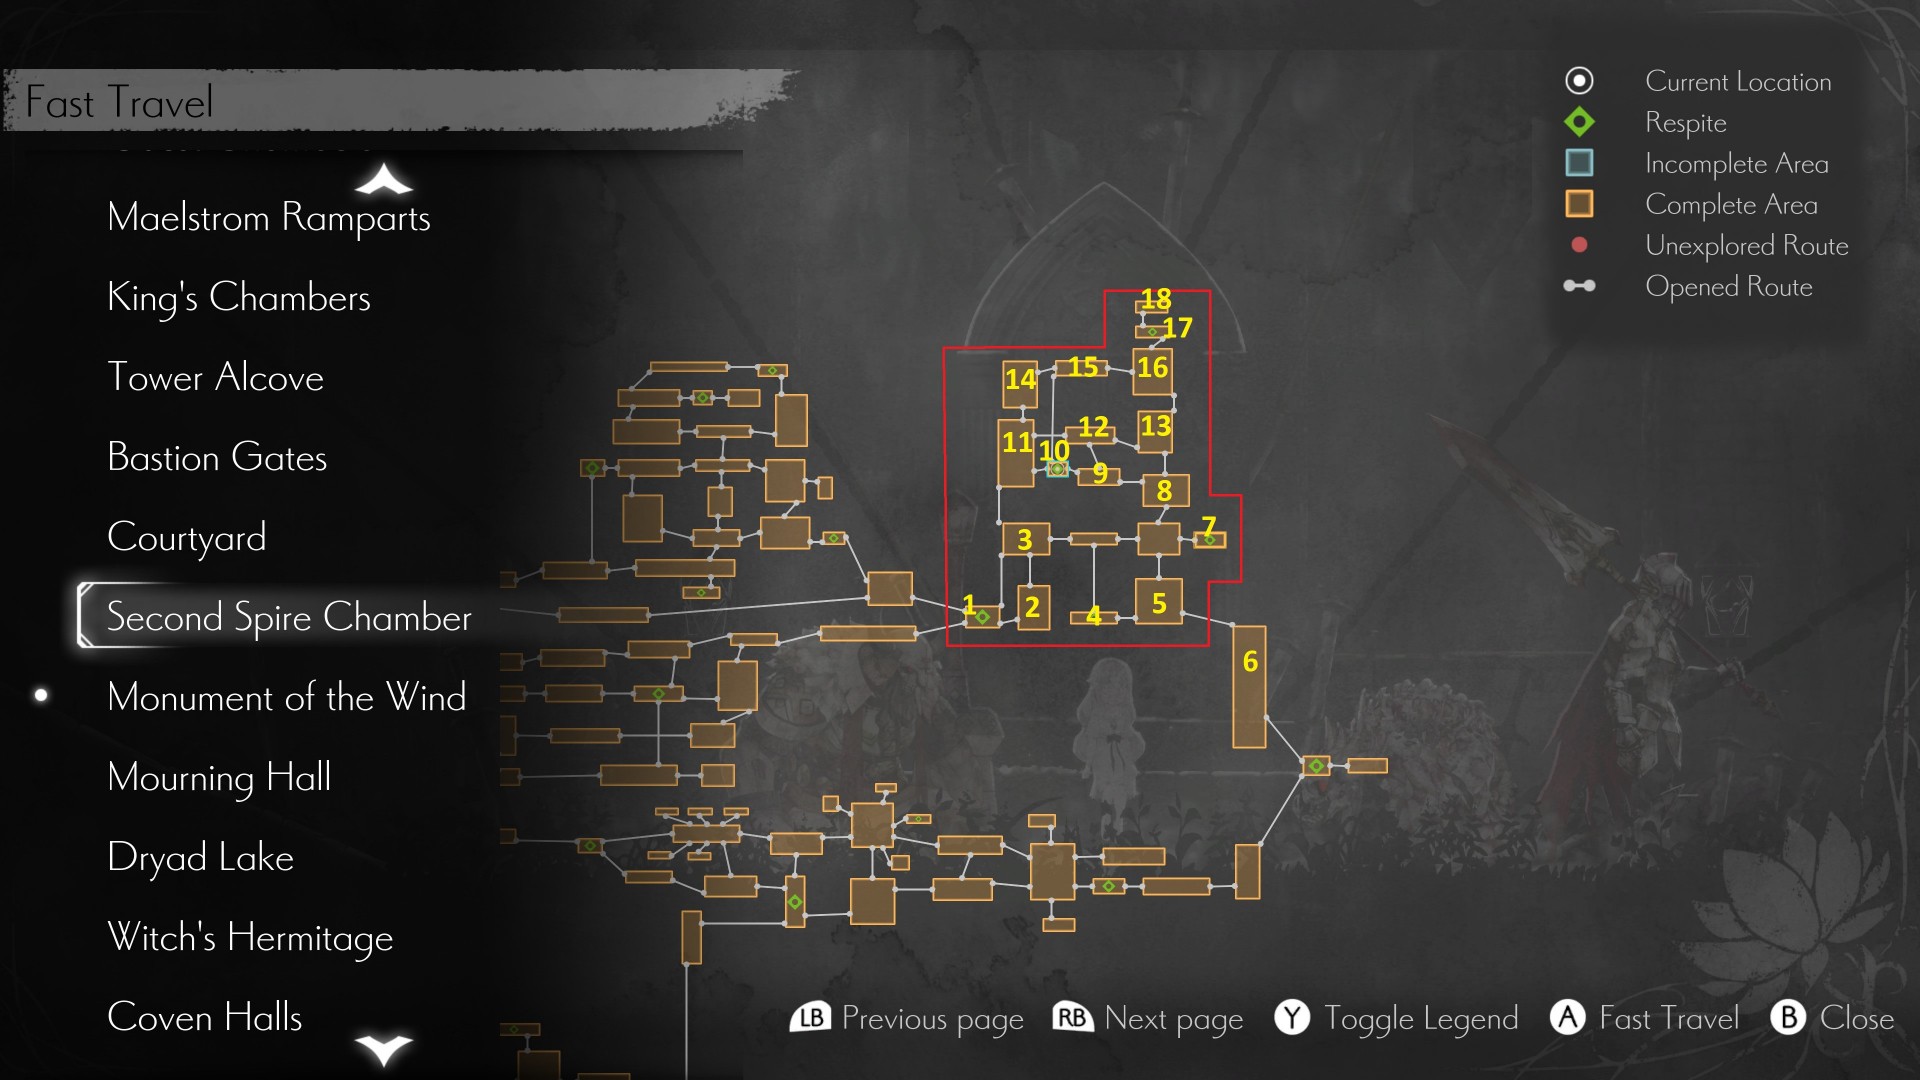 Fast Travel
Maelstrom Ramparts
King's Chambers
Tower Alcove
Bastion Gates
Courtyard
Second Spire Chamber
Monument of the Wind
Mourning Hall
Dryad Lake
Witch's Hermitage
Coven Halls
Current Location
Respite
Incomplete Area
Complete Area
Unexplored Route
Opened Route
18
17
16
15
14
13
12
11
10
9
8
7
3
1
2
4
5
6
LB Previous page RB Next page Y Toggle Legend A Fast Travel B Close